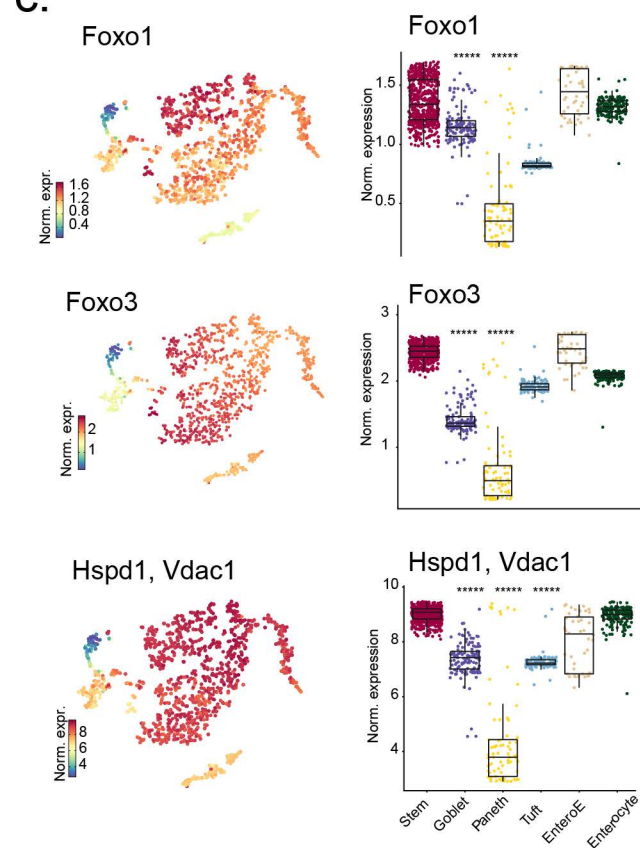 C.
Foxo1
Norm. expr.
1.6
1.2
0.8
0.4
Foxo1
Norm. expression
1.5
1.0
0.5
***** *****
Foxo3
Norm. expr.
2
1
Foxo3
Norm. expression
3
2
1
***** *****
Hspd1, Vdac1
Norm. expr.
8
6
4
Hspd1, Vdac1
Norm. expression
10
8
6
4
***** ***** *****
Stem
Goblet
Paneth
Tuft
EnteroE
Enterocyte